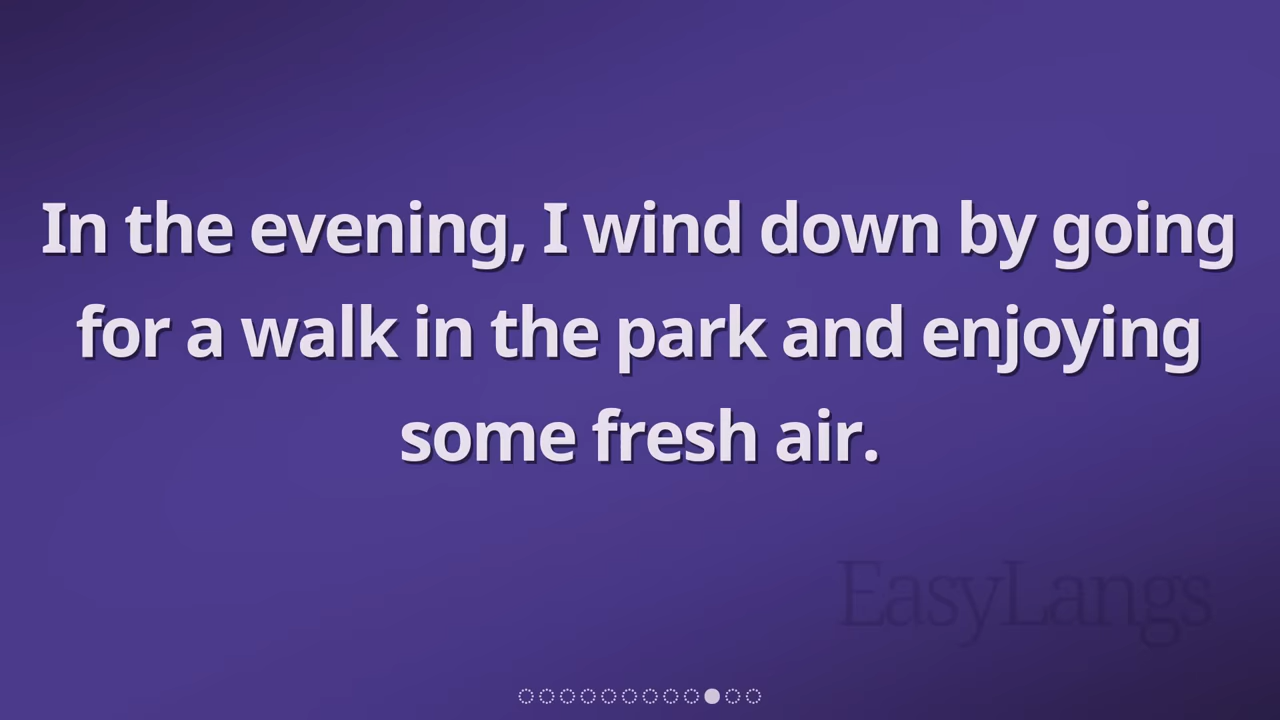 In the evening, I wind down by going
for a walk in the park and enjoying
some fresh air.
EasyLangs